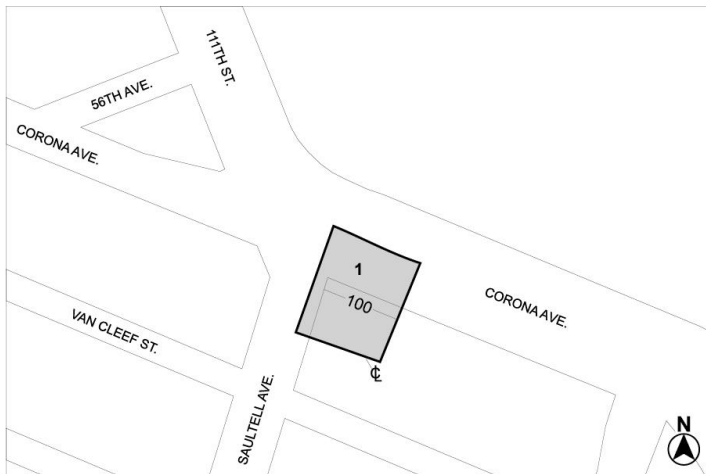 111TH ST.
56TH AVE.
CORONA AVE.
1
100
CORONA AVE.
VAN CLEEF ST.
℄
SAULTELL AVE.
N